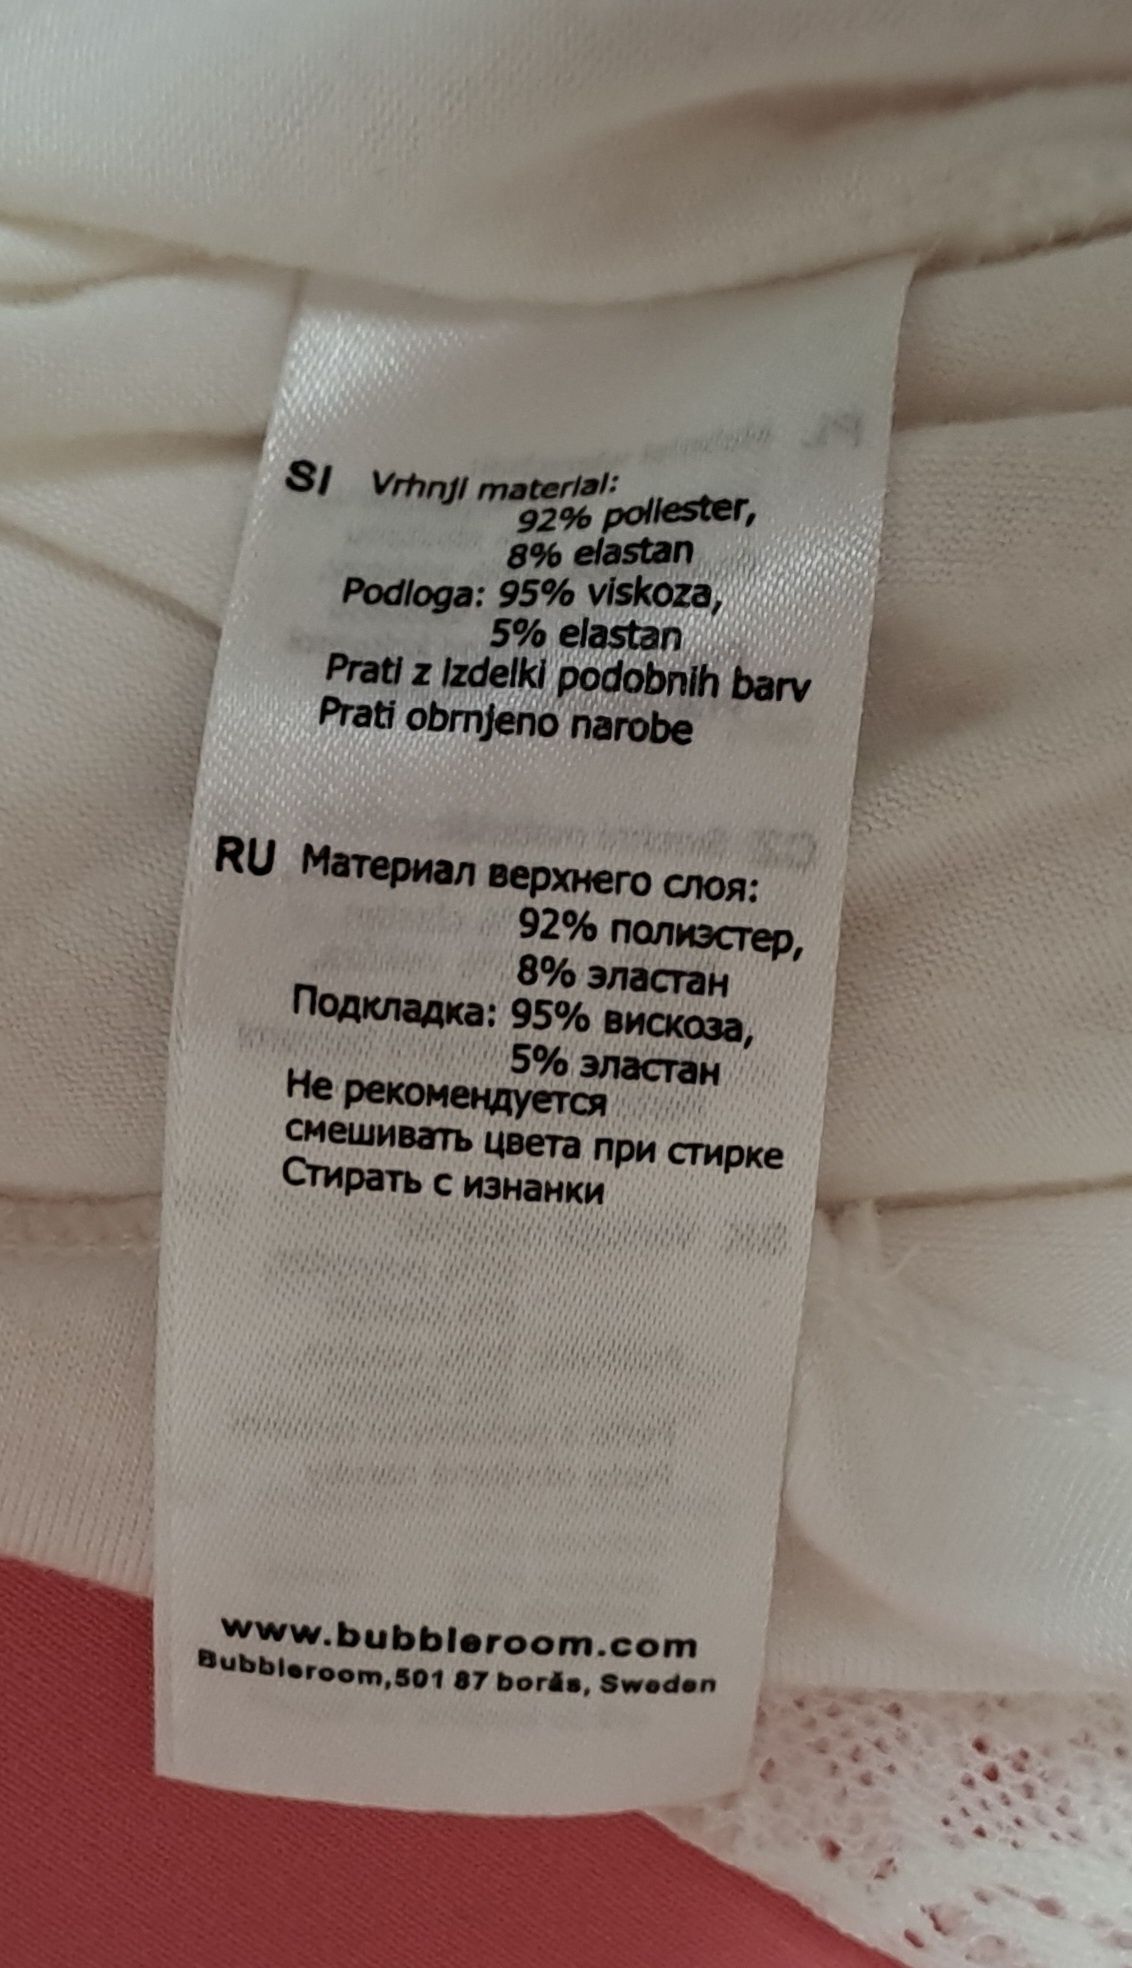 SI Vrhnji material:
92% poliester,
8% elastan
Podloga: 95% viskoza,
5% elastan
Prati z izdelki podobnih barv
Prati obrnjeno narobe
RU Материал верхнего слоя:
92% полиэстер,
8% эластан
Подкладка: 95% вискоза,
5% эластан
Не рекомендуется
смешивать цвета при стирке
Стирать с изнанки
www.bubbleroom.com
Bubbleroom,501 87 borås, Sweden